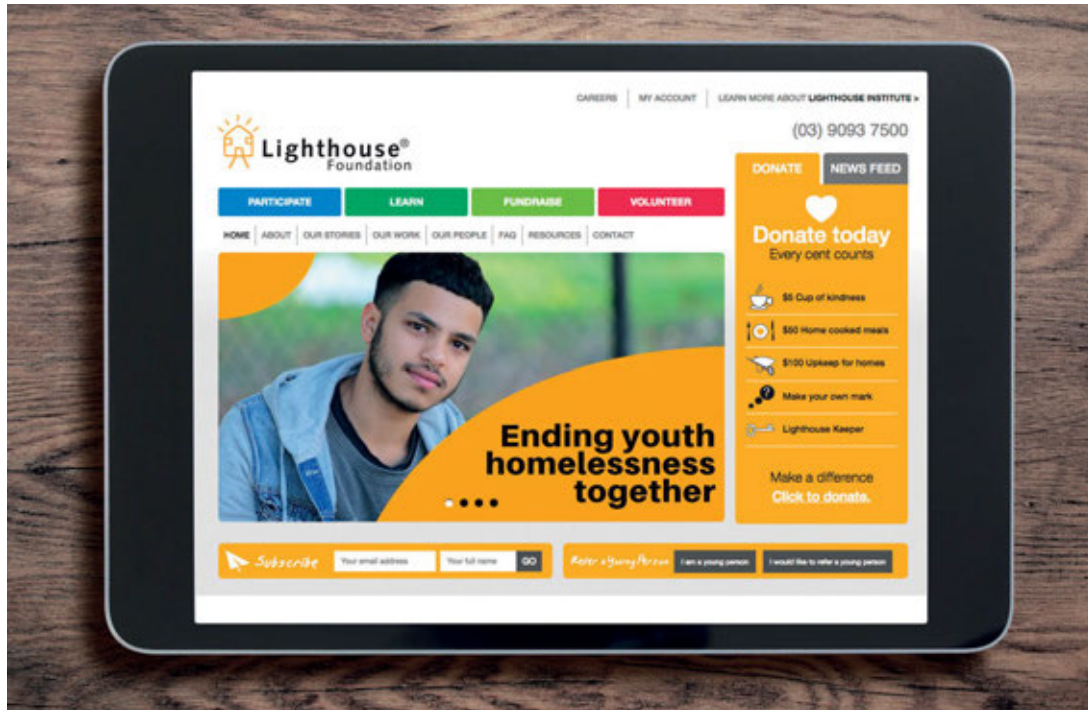 CAREERS
MY ACCOUNT
LEARN MORE ABOUT LIGHTHOUSE INSTITUTE >
(03) 9093 7500
Lighthouse®
Foundation
DONATE
NEWS FEED
PARTICIPATE
LEARN
FUNDRAISE
VOLUNTEER
HOME
ABOUT
OUR STORIES
OUR WORK
OUR PEOPLE
FAQ
RESOURCES
CONTACT
Donate today
Every cent counts
$5 Cup of kindness
$50 Home cooked meals
$100 Upkeep for homes
?
Make your own mark
Lighthouse Keeper
Make a difference
Click to donate.
Ending youth
homelessness
together
Subscribe
Your email address
Your full name
GO
Refer a Young Person
I am a young person
I would like to refer a young person